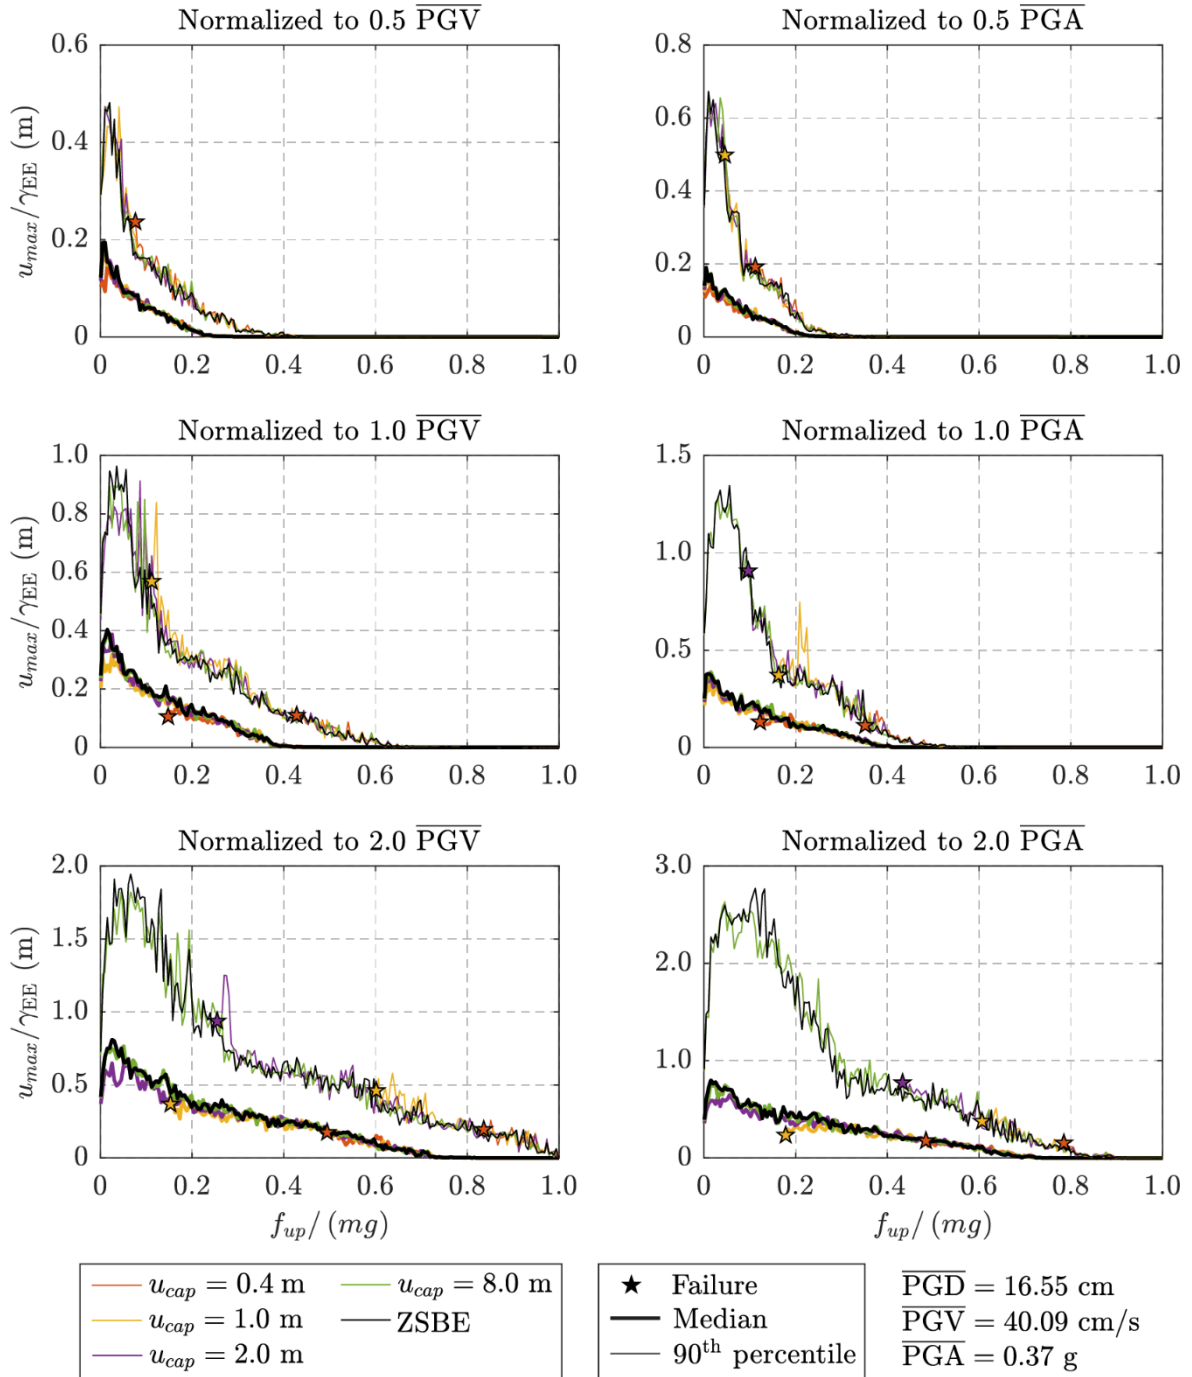 Normalized to 0.5 PGV
Normalized to 0.5 PGA
u_max/γ_EE (m)
0.6
0.4
0.2
0
0 0.2 0.4 0.6 0.8 1.0
0.8
0.6
0.4
0.2
0
0 0.2 0.4 0.6 0.8 1.0
Normalized to 1.0 PGV
Normalized to 1.0 PGA
u_max/γ_EE (m)
1.0
0.8
0.6
0.4
0.2
0
0 0.2 0.4 0.6 0.8 1.0
1.5
1.0
0.5
0
0 0.2 0.4 0.6 0.8 1.0
Normalized to 2.0 PGV
Normalized to 2.0 PGA
u_max/γ_EE (m)
2.0
1.5
1.0
0.5
0
0 0.2 0.4 0.6 0.8 1.0
f_up/(mg)
3.0
2.0
1.0
0
0 0.2 0.4 0.6 0.8 1.0
f_up/(mg)
u_cap = 0.4 m
u_cap = 1.0 m
u_cap = 2.0 m
u_cap = 8.0 m
ZSBE
Failure
Median
90th percentile
PGD = 16.55 cm
PGV = 40.09 cm/s
PGA = 0.37 g